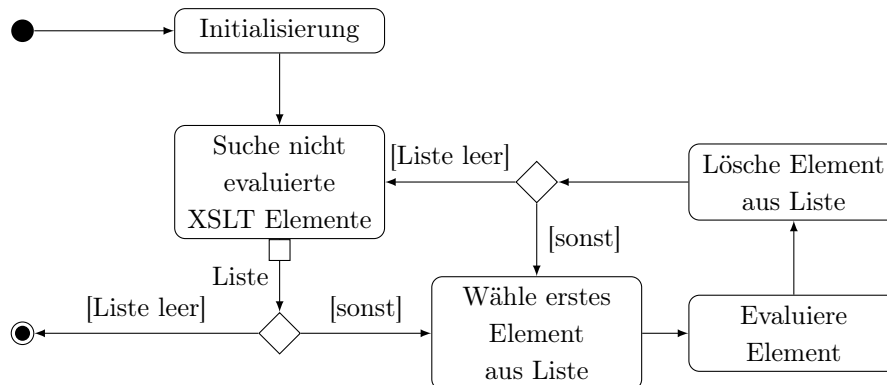 Initialisierung
Suche nicht
evaluierte
XSLT Elemente
[Liste leer]
Lösche Element
aus Liste
[sonst]
Liste
[Liste leer]
[sonst]
Wähle erstes
Element
aus Liste
Evaluiere
Element